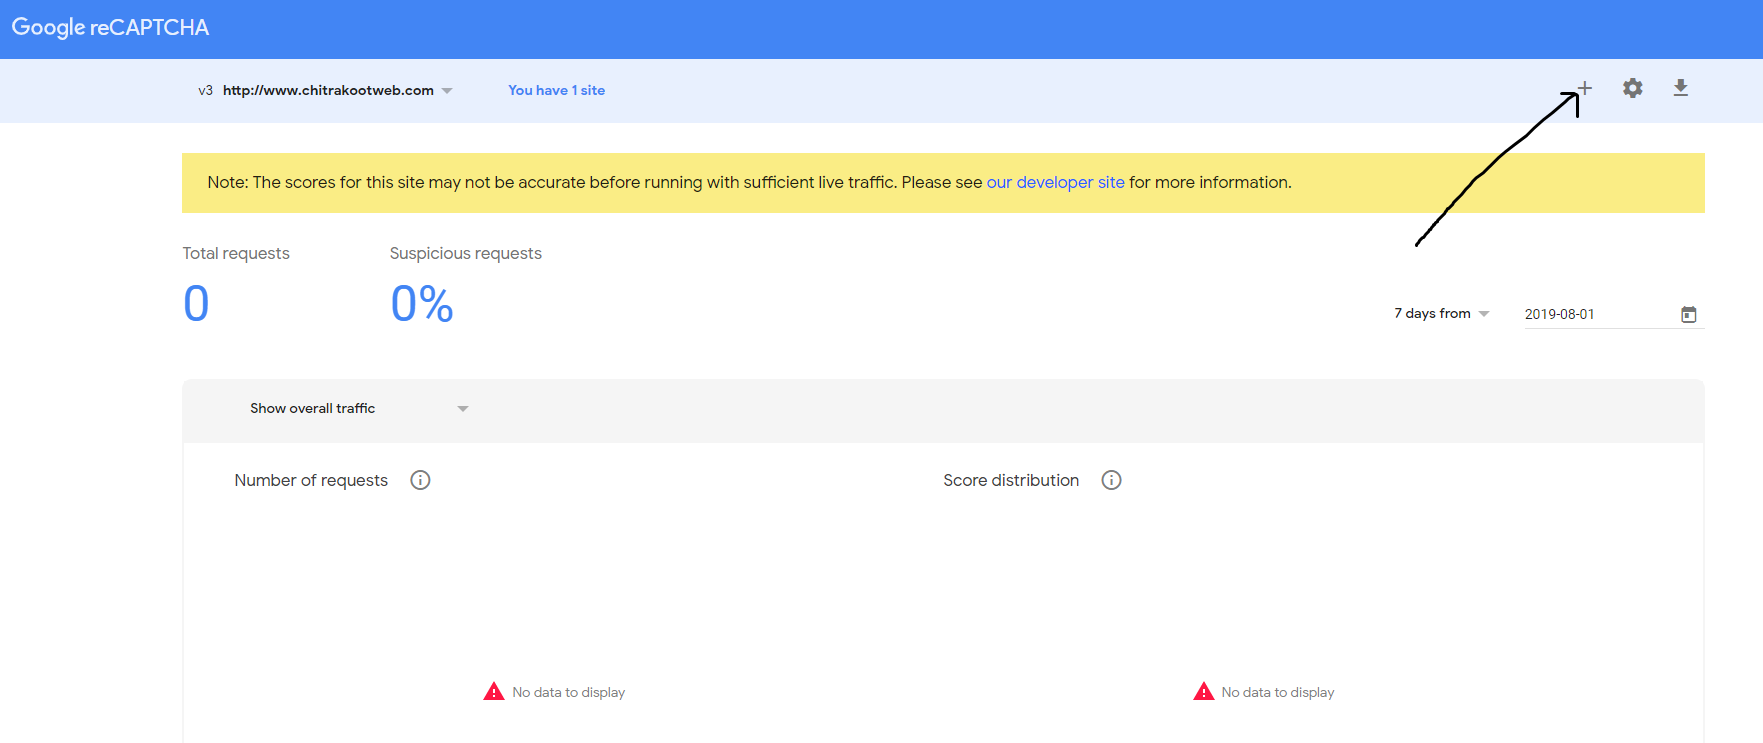 Google reCAPTCHA
v3 http://www.chitrakootweb.com You have 1 site
Note: The scores for this site may not be accurate before running with sufficient live traffic. Please see our developer site for more information.
Total requests Suspicious requests
0 0%
7 days from 2019-08-01
Show overall traffic
Number of requests Score distribution
No data to display No data to display